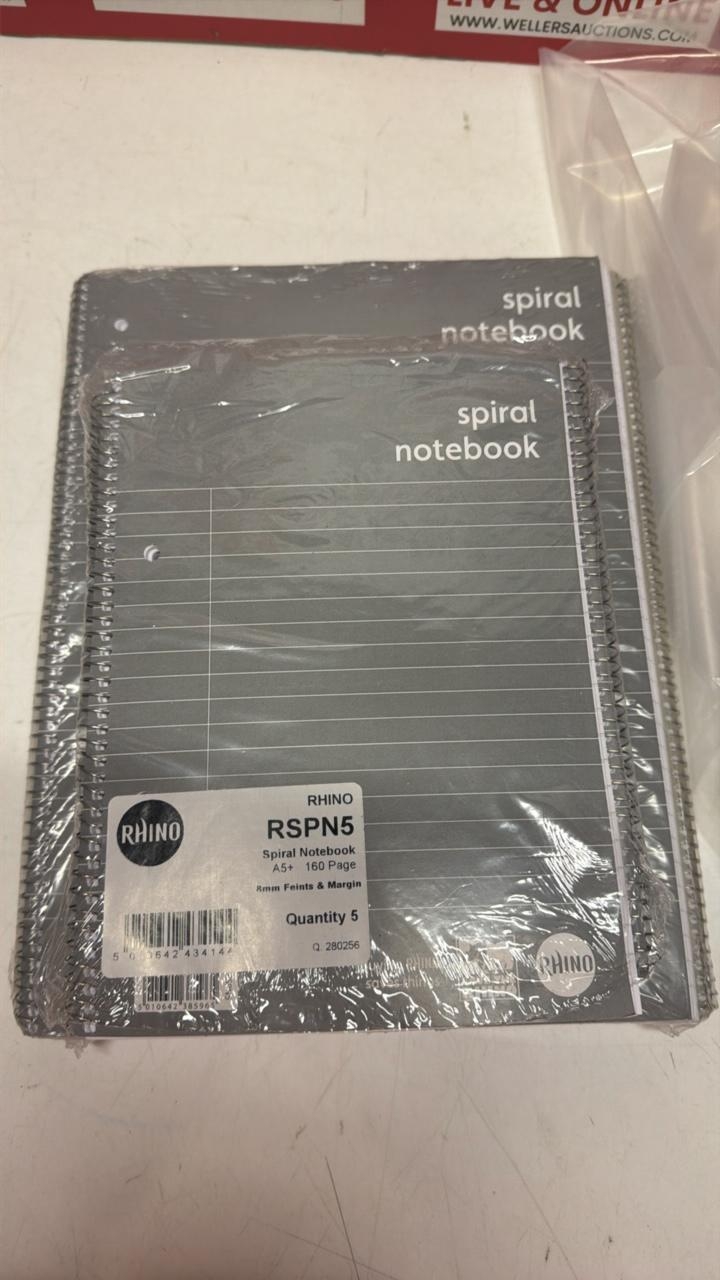 LIVE & ONLINE
WWW.WELLERSAUCTIONS.COM
spiral
notebook
spiral
notebook
RHINO
RHINO
RSPN5
Spiral Notebook
A5+ 160 Page
8mm Feints & Margin
Quantity 5
Q. 280256
RHINO